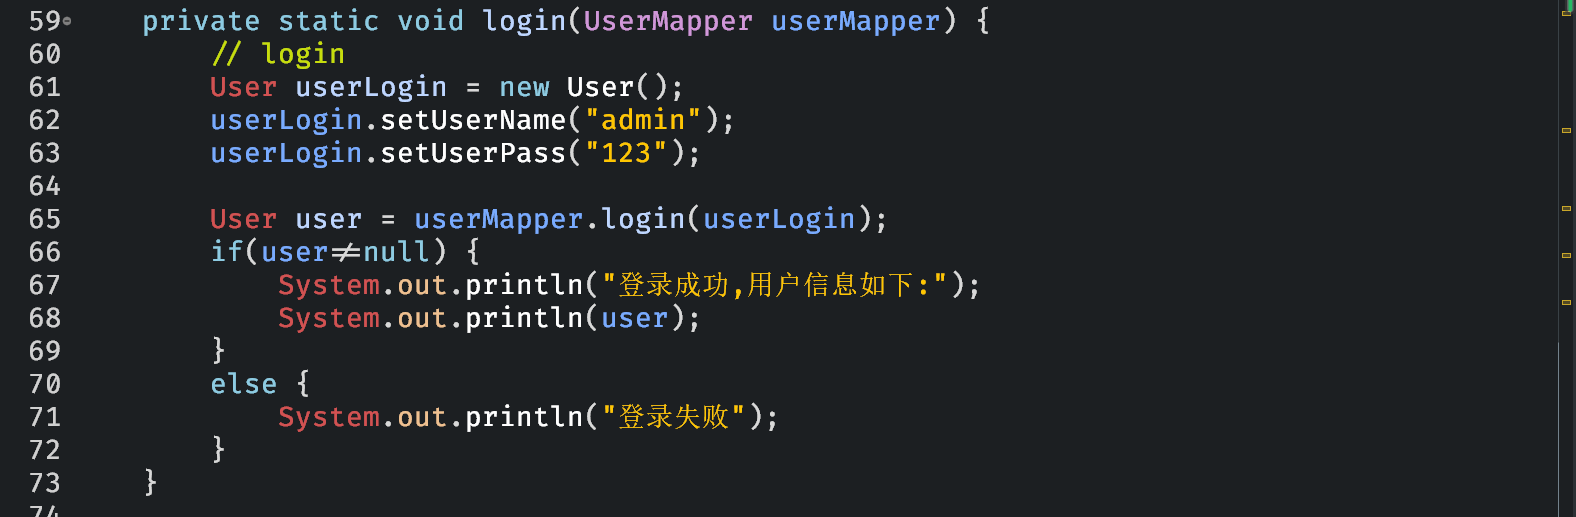 59 private static void login(UserMapper userMapper) {
60 // login
61 User userLogin = new User();
62 userLogin.setUserName("admin");
63 userLogin.setUserPass("123");
64
65 User user = userMapper.login(userLogin);
66 if(user≠null) {
67 System.out.println("登录成功,用户信息如下:");
68 System.out.println(user);
69 }
70 else {
71 System.out.println("登录失败");
72 }
73 }
74